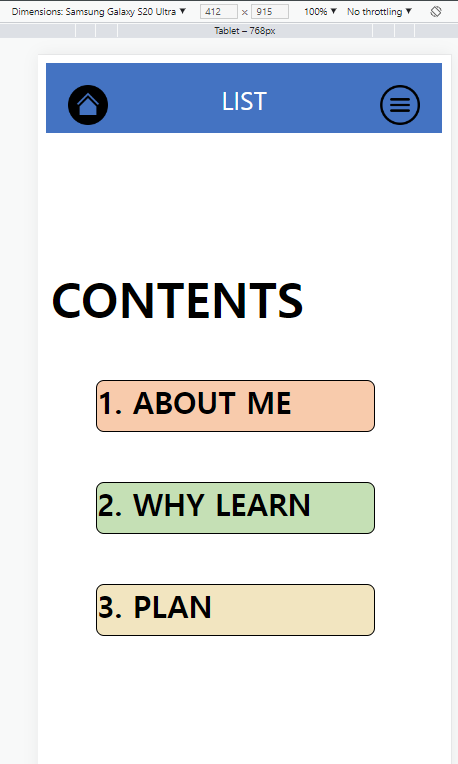 Dimensions: Samsung Galaxy S20 Ultra ▼ 412 × 915 100% ▼ No throttling ▼
Tablet – 768px
LIST
CONTENTS
1. ABOUT ME
2. WHY LEARN
3. PLAN